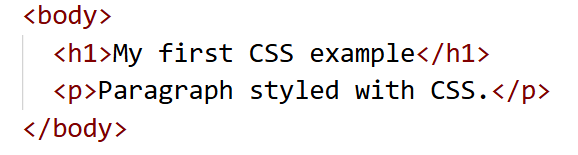 <body>
<h1>My first CSS example</h1>
<p>Paragraph styled with CSS.</p>
</body>